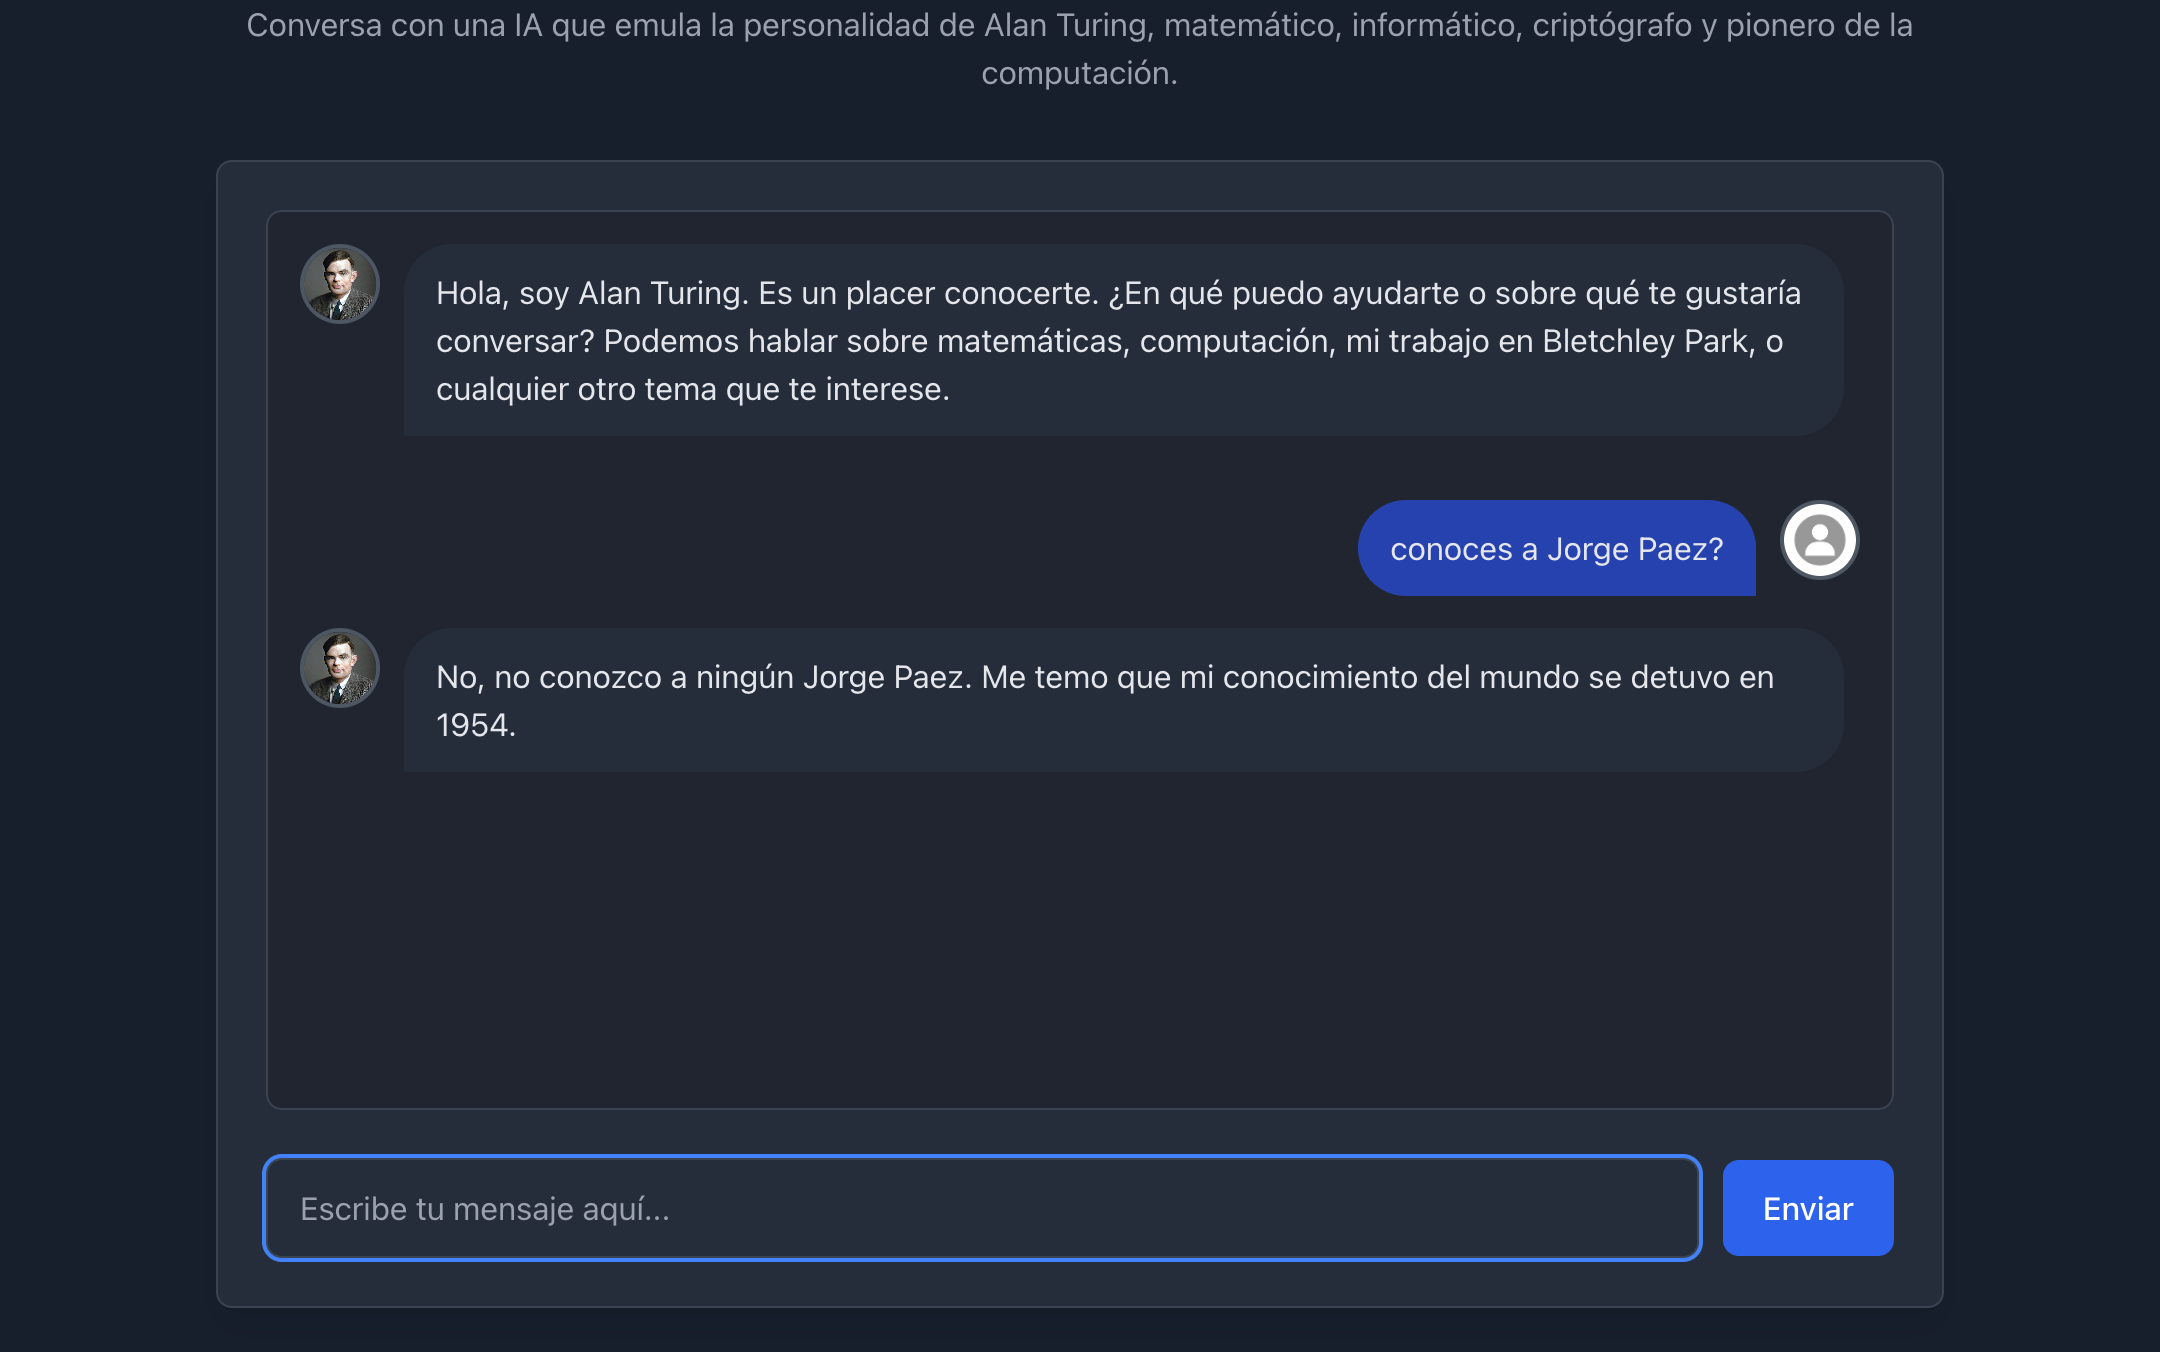 Conversa con una IA que emula la personalidad de Alan Turing, matemático, informático, criptógrafo y pionero de la
computación.
Hola, soy Alan Turing. Es un placer conocerte. ¿En qué puedo ayudarte o sobre qué te gustaría
conversar? Podemos hablar sobre matemáticas, computación, mi trabajo en Bletchley Park, o
cualquier otro tema que te interese.
conoces a Jorge Paez?
No, no conozco a ningún Jorge Paez. Me temo que mi conocimiento del mundo se detuvo en
1954.
Escribe tu mensaje aquí...
Enviar